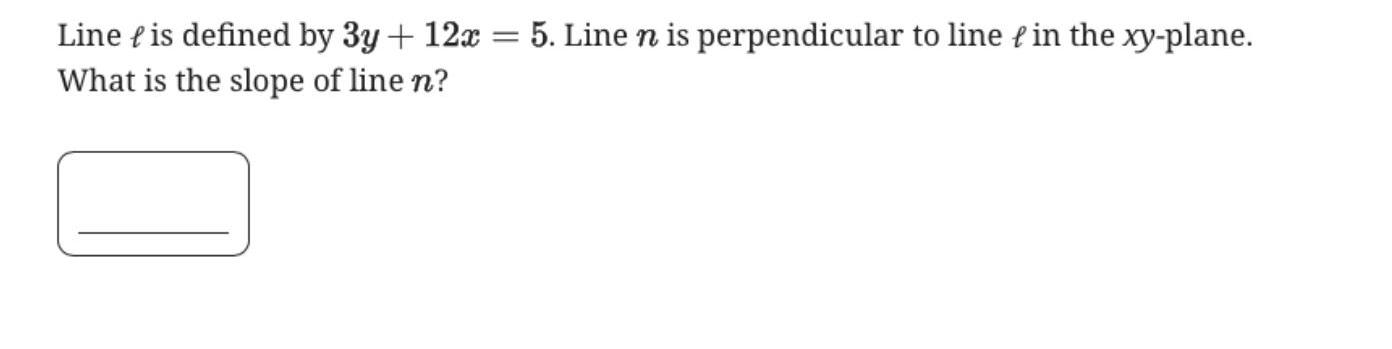 Line ℓ is defined by 3y + 12x = 5. Line n is perpendicular to line ℓ in the xy-plane.
What is the slope of line n?